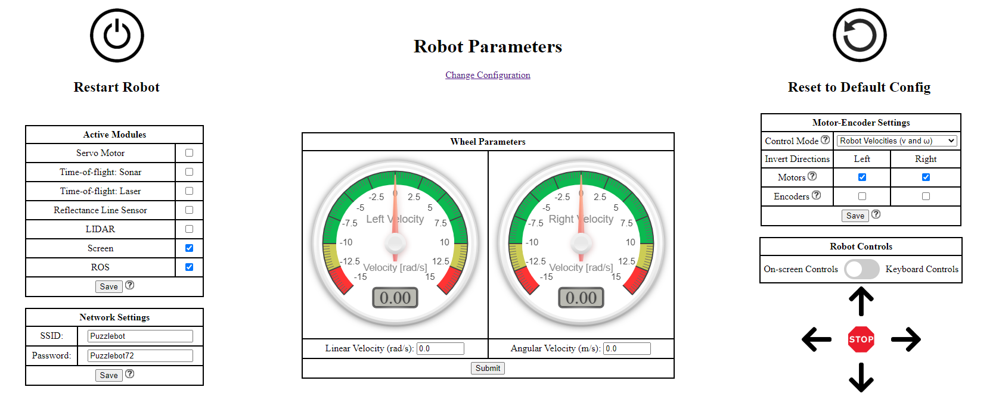 Restart Robot
Robot Parameters
Change Configuration
Reset to Default Config
Active Modules
Servo Motor
Time-of-flight: Sonar
Time-of-flight: Laser
Reflectance Line Sensor
LIDAR
Screen
ROS
Save ?
Network Settings
SSID: Puzzlebot
Password: Puzzlebot72
Save ?
Wheel Parameters
-15 -12.5 -10 -7.5 -5 -2.5 0 2.5 5 7.5 10 12.5 15
Left Velocity
Velocity [rad/s]
0.00
-15 -12.5 -10 -7.5 -5 -2.5 0 2.5 5 7.5 10 12.5 15
Right Velocity
Velocity [rad/s]
0.00
Linear Velocity (rad/s): 0.0
Angular Velocity (m/s): 0.0
Submit
Motor-Encoder Settings
Control Mode ? Robot Velocities (v and ω)
Invert Directions Left Right
Motors ?
Encoders ?
Save ?
Robot Controls
On-screen Controls Keyboard Controls
STOP